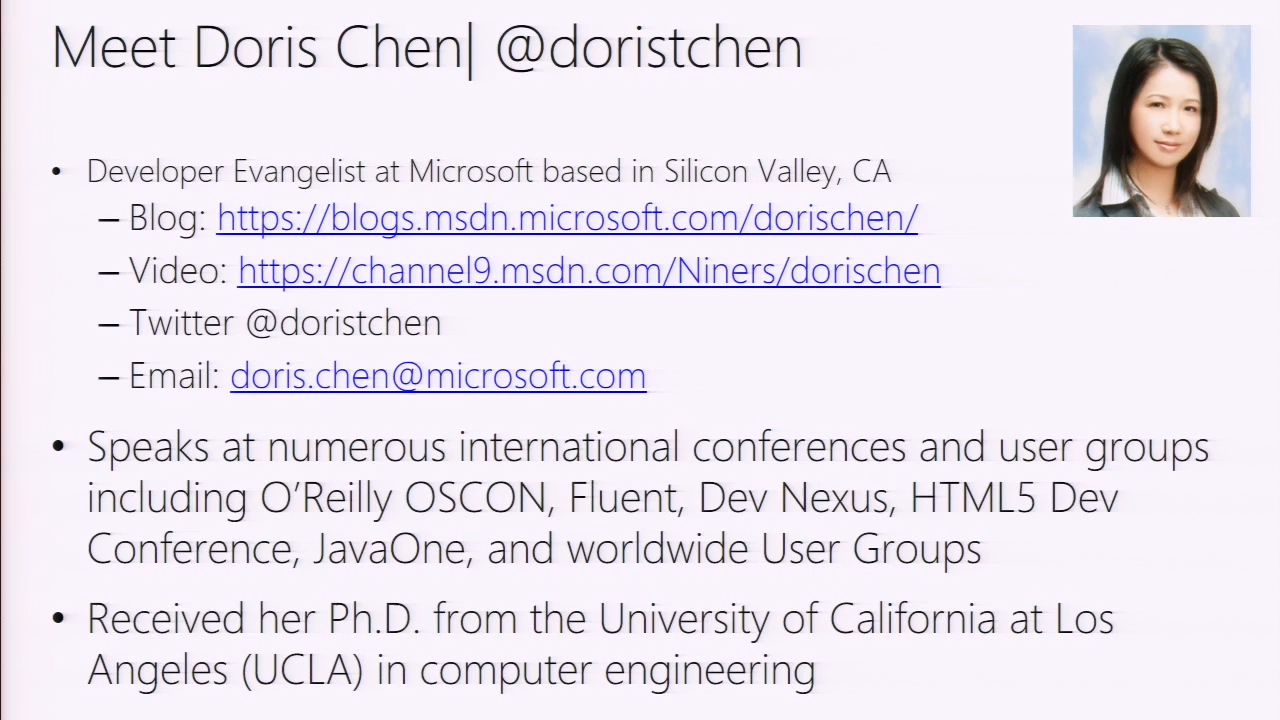 Meet Doris Chen| @doristchen
• Developer Evangelist at Microsoft based in Silicon Valley, CA
– Blog: https://blogs.msdn.microsoft.com/dorischen/
– Video: https://channel9.msdn.com/Niners/dorischen
– Twitter @doristchen
– Email: doris.chen@microsoft.com
• Speaks at numerous international conferences and user groups
including O'Reilly OSCON, Fluent, Dev Nexus, HTML5 Dev
Conference, JavaOne, and worldwide User Groups
• Received her Ph.D. from the University of California at Los
Angeles (UCLA) in computer engineering